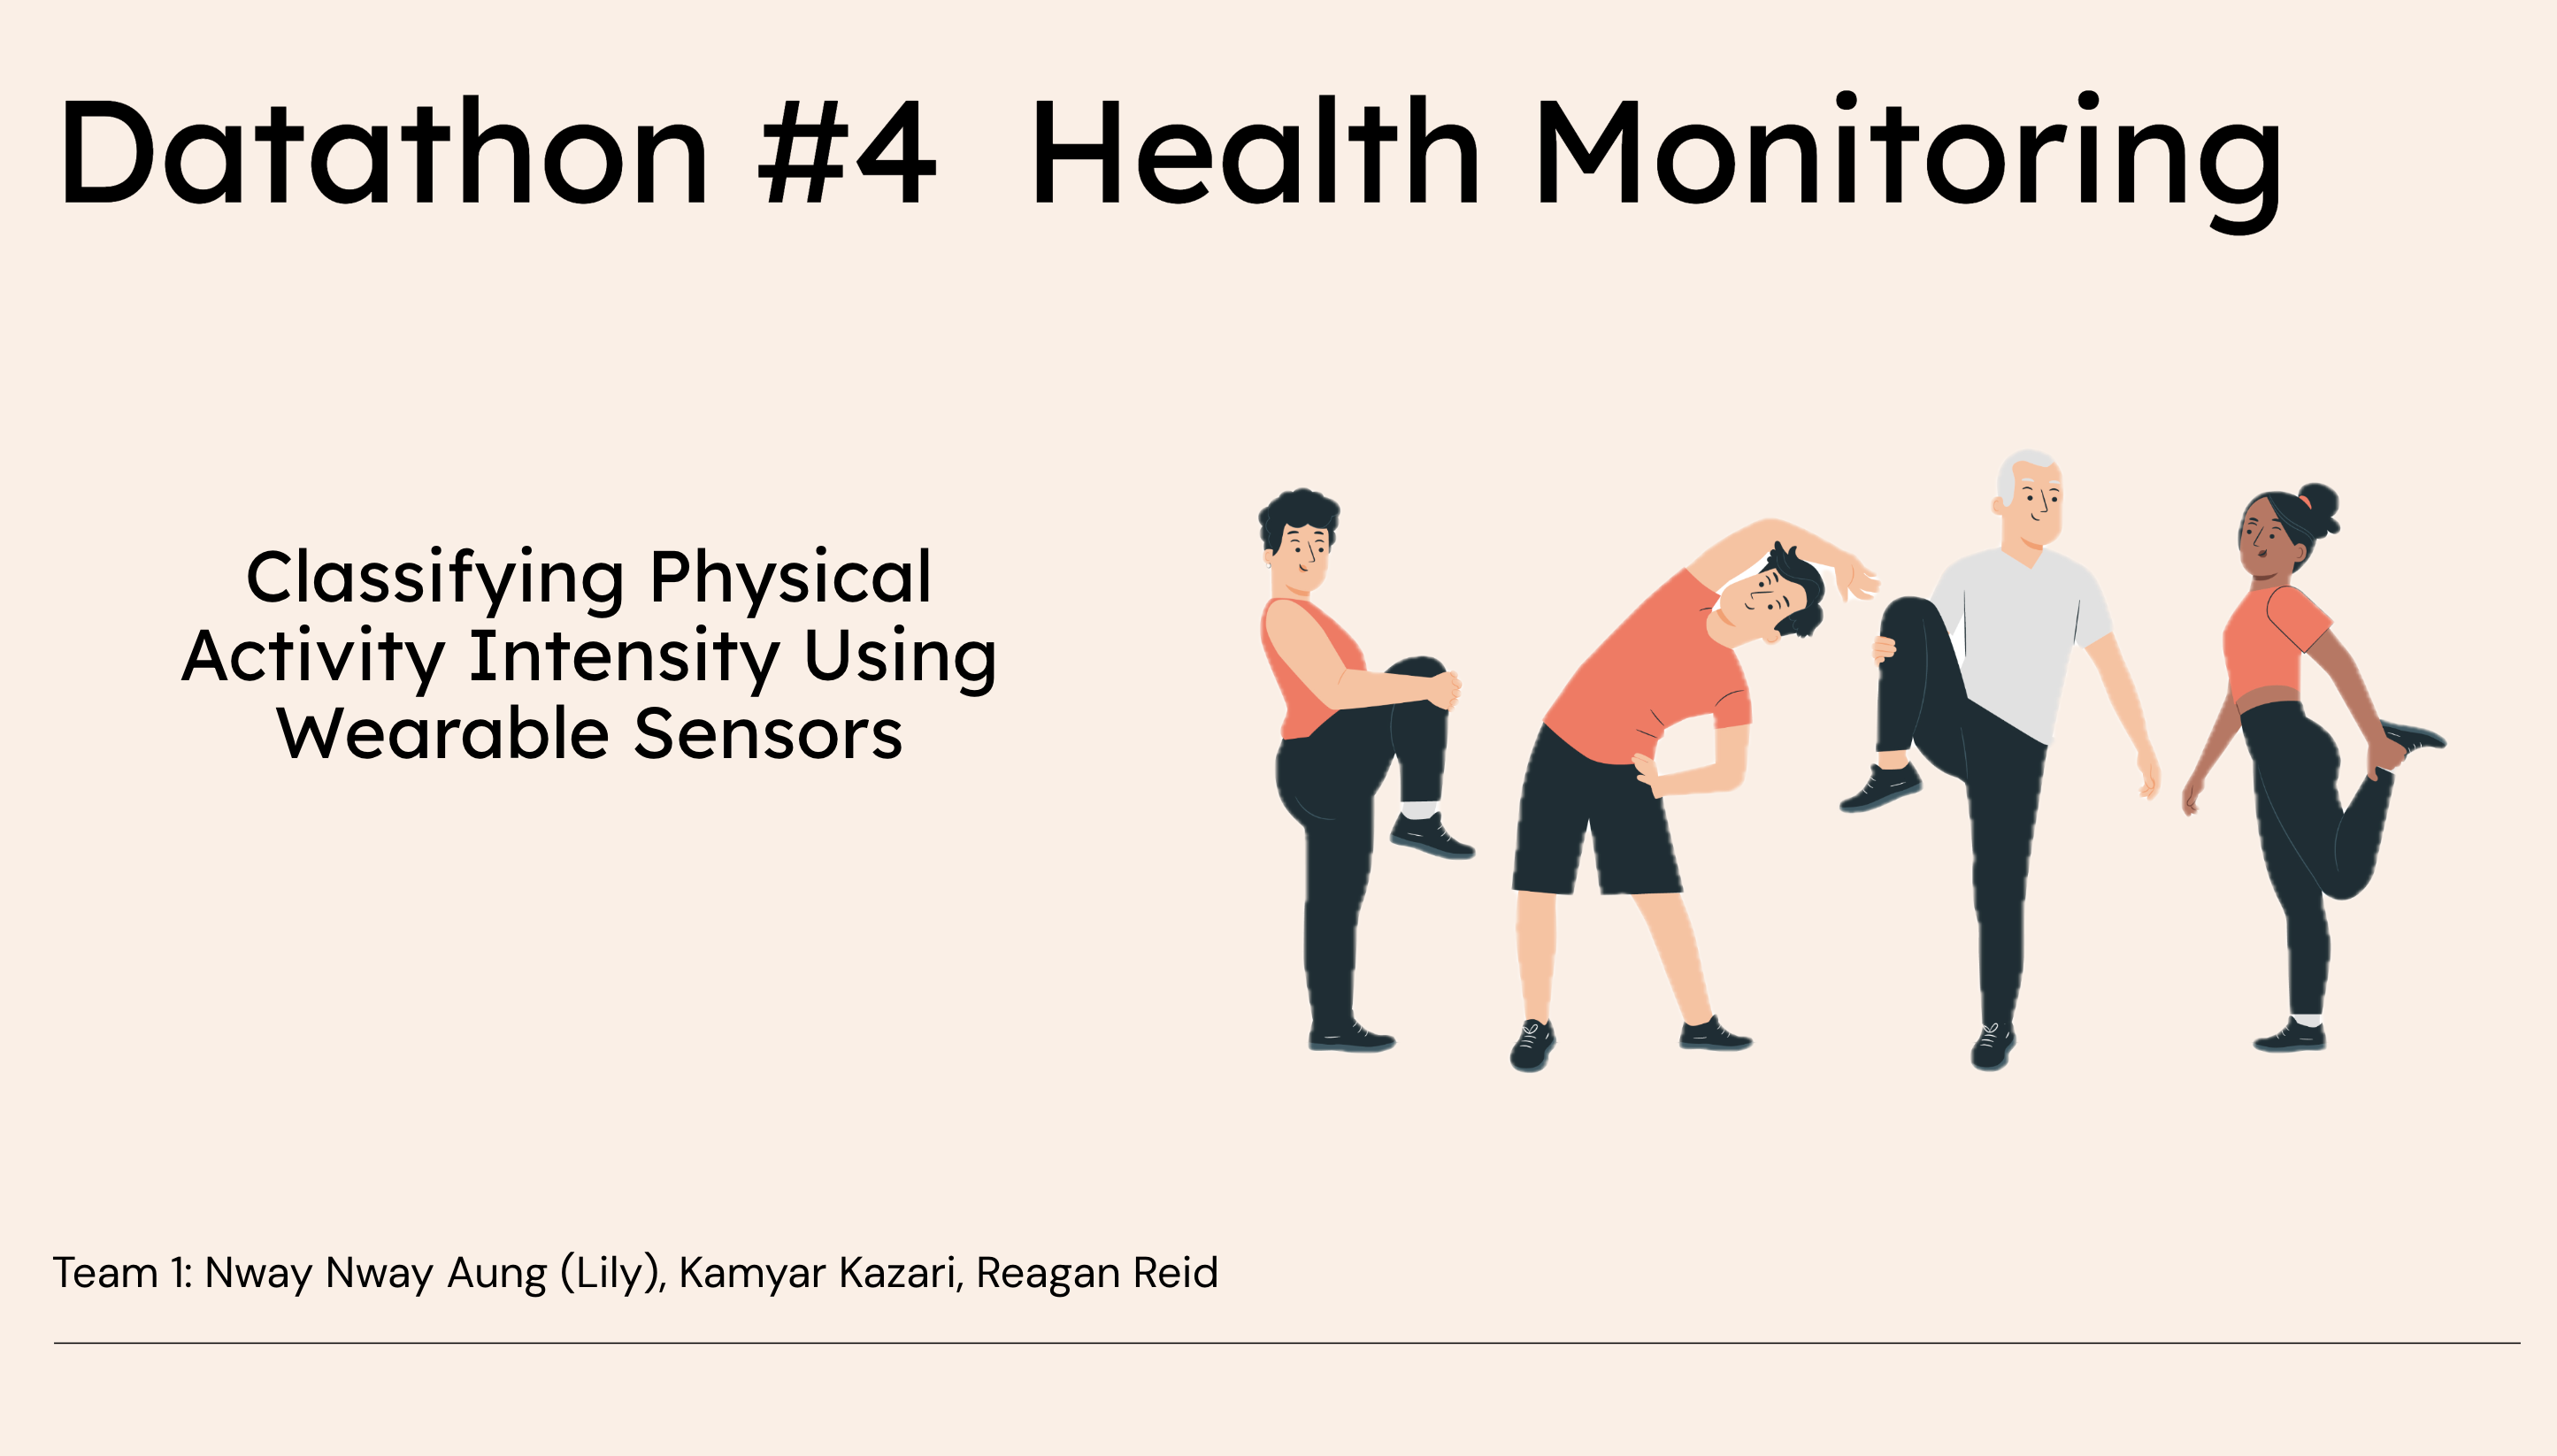 Datathon #4 Health Monitoring
Classifying Physical
Activity Intensity Using
Wearable Sensors
Team 1: Nway Nway Aung (Lily), Kamyar Kazari, Reagan Reid